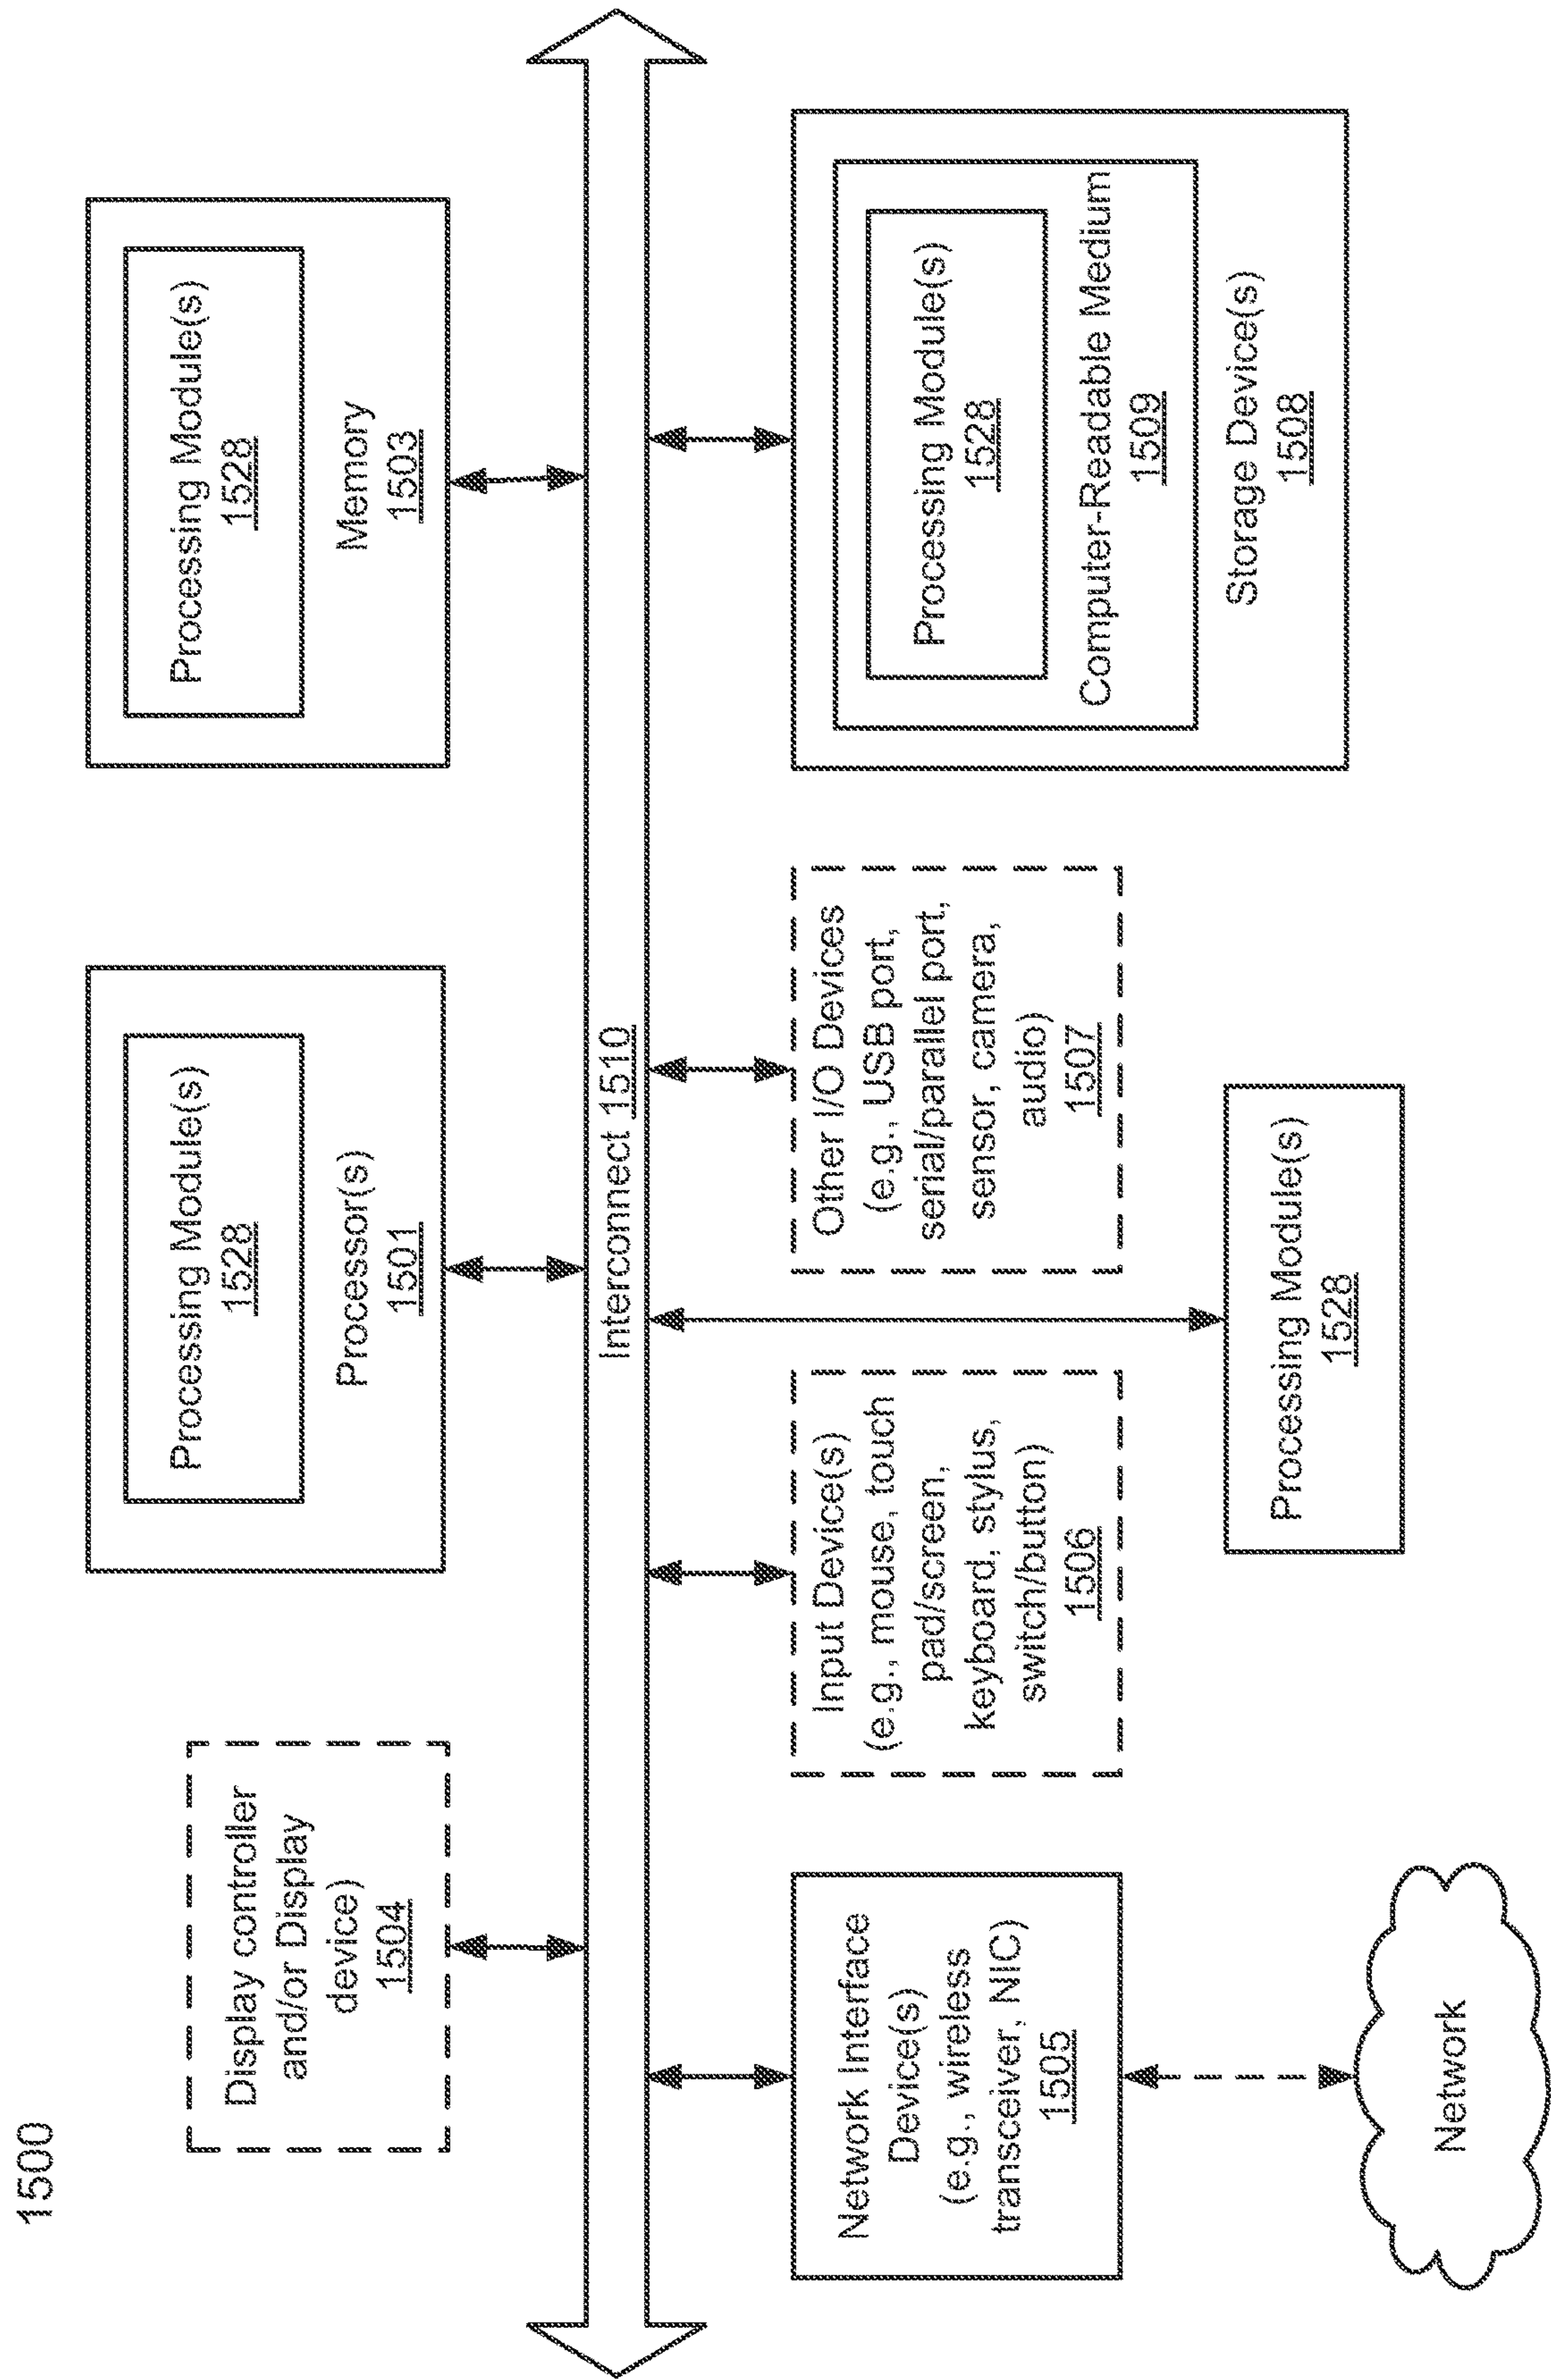 1500
Display controller
and/or Display
device)
1504
Processing Module(s)
1528
Processor(s)
1501
Processing Module(s)
1528
Memory
1503
Interconnect 1510
Network Interface
Device(s)
(e.g., wireless
transceiver, NIC)
1505
Input Device(s)
(e.g., mouse, touch
pad/screen,
keyboard, stylus,
switch/button)
1506
Other I/O Devices
(e.g., USB port,
serial/parallel port,
sensor, camera,
audio)
1507
Processing Module(s)
1528
Computer-Readable Medium
1509
Storage Device(s)
1508
Processing Module(s)
1528
Network